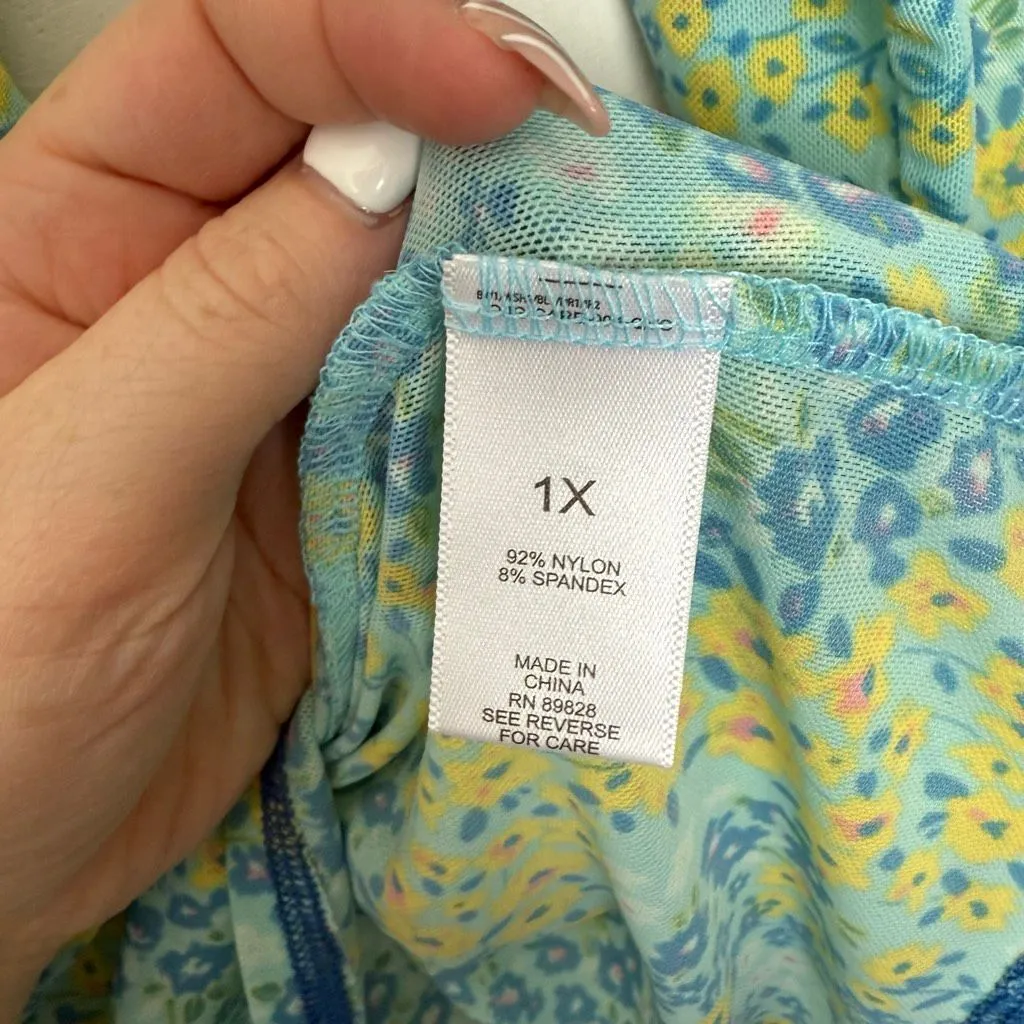 1X
92% NYLON
8% SPANDEX
MADE IN
CHINA
RN 89828
SEE REVERSE
FOR CARE